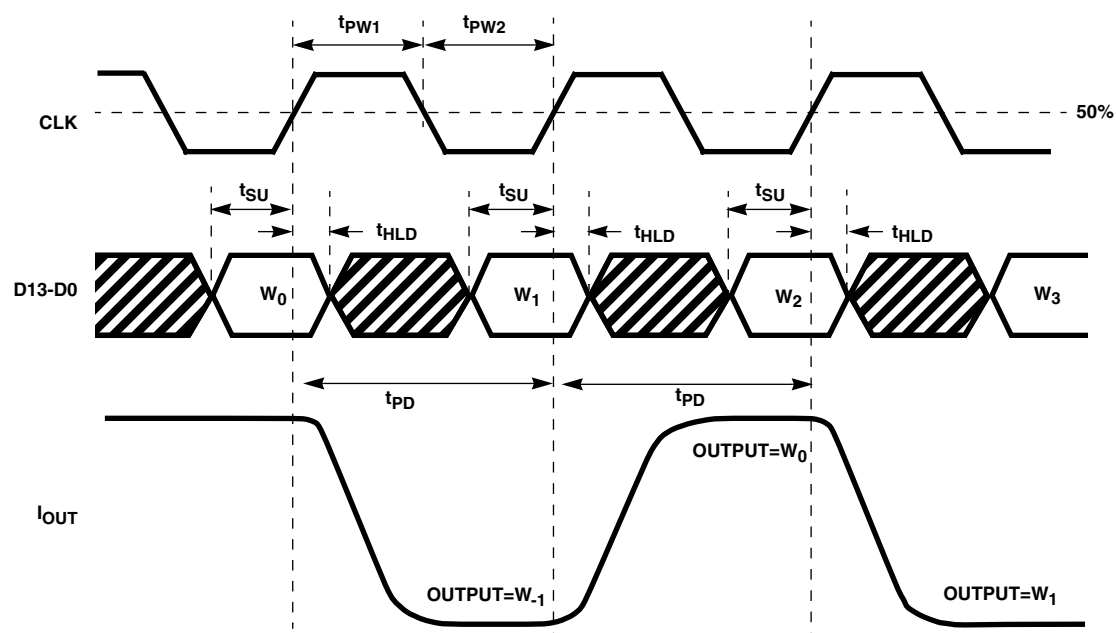 tPW1 tPW2
CLK
50%
tSU tSU tSU
tHLD tHLD tHLD
D13-D0
W0 W1 W2 W3
tPD tPD
OUTPUT=W0
IOUT
OUTPUT=W-1 OUTPUT=W1